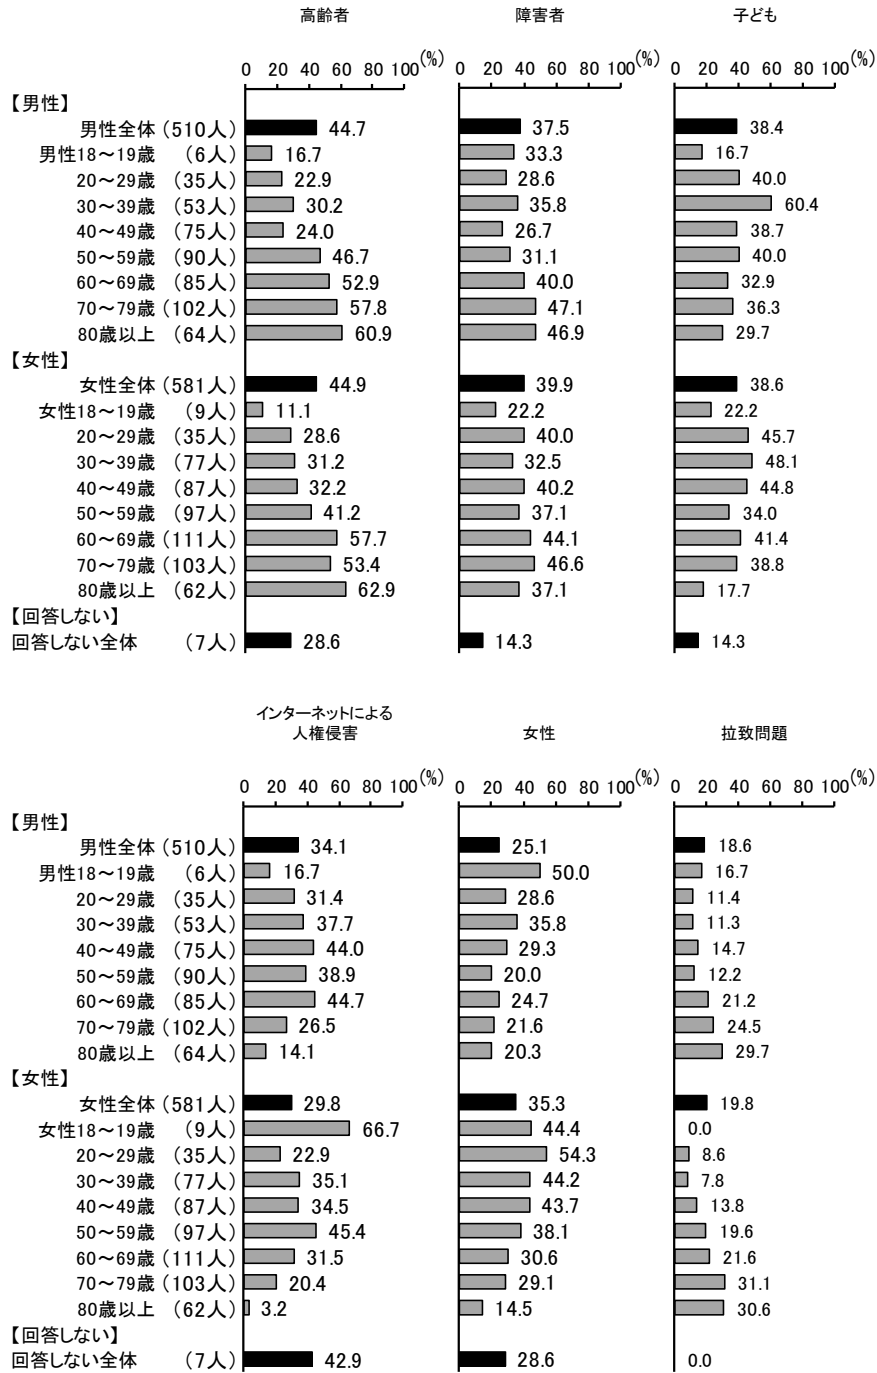 高齢者 障害者 子ども
0 20 40 60 80 100(%) 0 20 40 60 80 100(%) 0 20 40 60 80 100(%)
【男性】
男性全体(510人) 44.7 37.5 38.4
男性18～19歳 (6人) 16.7 33.3 16.7
20～29歳 (35人) 22.9 28.6 40.0
30～39歳 (53人) 30.2 35.8 60.4
40～49歳 (75人) 24.0 26.7 38.7
50～59歳 (90人) 46.7 31.1 40.0
60～69歳 (85人) 52.9 40.0 32.9
70～79歳(102人) 57.8 47.1 36.3
80歳以上 (64人) 60.9 46.9 29.7
【女性】
女性全体(581人) 44.9 39.9 38.6
女性18～19歳 (9人) 11.1 22.2 22.2
20～29歳 (35人) 28.6 40.0 45.7
30～39歳 (77人) 31.2 32.5 48.1
40～49歳 (87人) 32.2 40.2 44.8
50～59歳 (97人) 41.2 37.1 34.0
60～69歳(111人) 57.7 44.1 41.4
70～79歳(103人) 53.4 46.6 38.8
80歳以上 (62人) 62.9 37.1 17.7
【回答しない】
回答しない全体 (7人) 28.6 14.3 14.3
インターネットによる
人権侵害 女性 拉致問題
0 20 40 60 80 100(%) 0 20 40 60 80 100(%) 0 20 40 60 80 100(%)
【男性】
男性全体(510人) 34.1 25.1 18.6
男性18～19歳 (6人) 16.7 50.0 16.7
20～29歳 (35人) 31.4 28.6 11.4
30～39歳 (53人) 37.7 35.8 11.3
40～49歳 (75人) 44.0 29.3 14.7
50～59歳 (90人) 38.9 20.0 12.2
60～69歳 (85人) 44.7 24.7 21.2
70～79歳(102人) 26.5 21.6 24.5
80歳以上 (64人) 14.1 20.3 29.7
【女性】
女性全体(581人) 29.8 35.3 19.8
女性18～19歳 (9人) 66.7 44.4 0.0
20～29歳 (35人) 22.9 54.3 8.6
30～39歳 (77人) 35.1 44.2 7.8
40～49歳 (87人) 34.5 43.7 13.8
50～59歳 (97人) 45.4 38.1 19.6
60～69歳(111人) 31.5 30.6 21.6
70～79歳(103人) 20.4 29.1 31.1
80歳以上 (62人) 3.2 14.5 30.6
【回答しない】
回答しない全体 (7人) 42.9 28.6 0.0